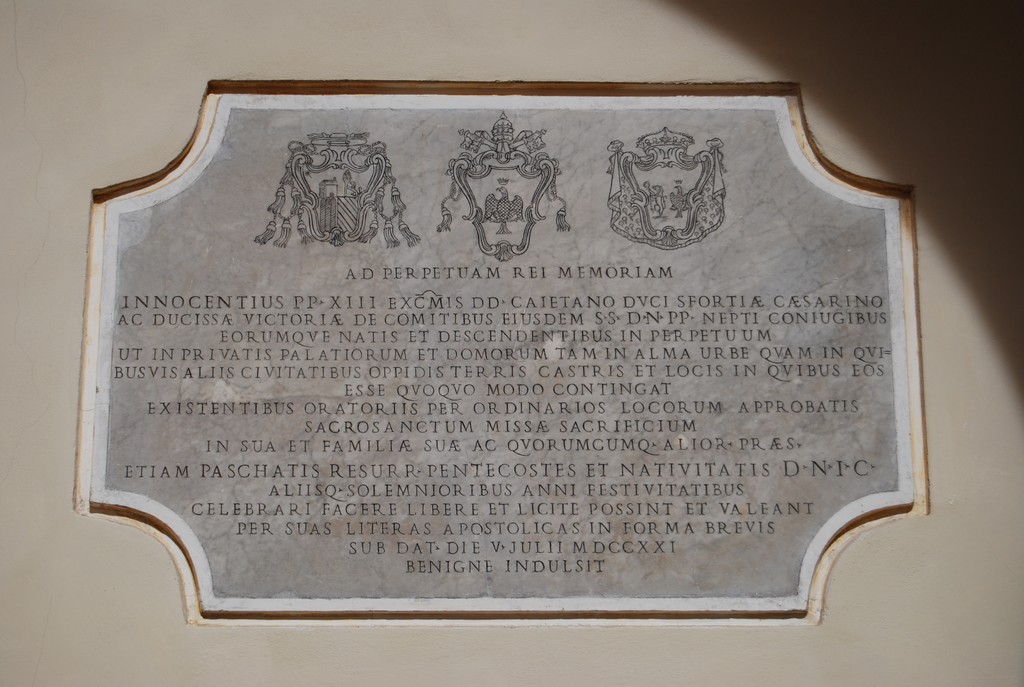 AD PERPETUAM REI MEMORIAM
INNOCENTIUS PP· XIII EXCMIS DD· CAIETANO DVCI SFORTIÆ CÆSARINO
AC DUCISSÆ VICTORIÆ DE COMITIBUS EIUSDEM S·S· D·N· PP· NEPTI CONIUGIBUS
EORUMQVE NATIS ET DESCENDENTIBUS IN PERPETUUM
UT IN PRIVATIS PALATIORUM ET DOMORUM TAM IN ALMA URBE QVAM IN QVI=
BUSVIS ALIIS CIVITATIBUS OPPIDIS TERRIS CASTRIS ET LOCIS IN QVIBUS EOS
ESSE QVOQVO MODO CONTINGAT
EXISTENTIBUS ORATORIIS PER ORDINARIOS LOCORUM APPROBATIS
SACROSANCTUM MISSÆ SACRIFICIUM
IN SUA ET FAMILIÆ SUÆ AC QVORUMCUMQ· ALIOR· PRÆS·
ETIAM PASCHATIS RESURR· PENTECOSTES ET NATIVITATIS D·N·I·C·
ALIISQ· SOLEMNIORIBUS ANNI FESTIVITATIBUS
CELEBRARI FACERE LIBERE ET LICITE POSSINT ET VALEANT
PER SUAS LITERAS APOSTOLICAS IN FORMA BREVIS
SUB DAT· DIE V· JULII MDCCXXI
BENIGNE INDULSIT